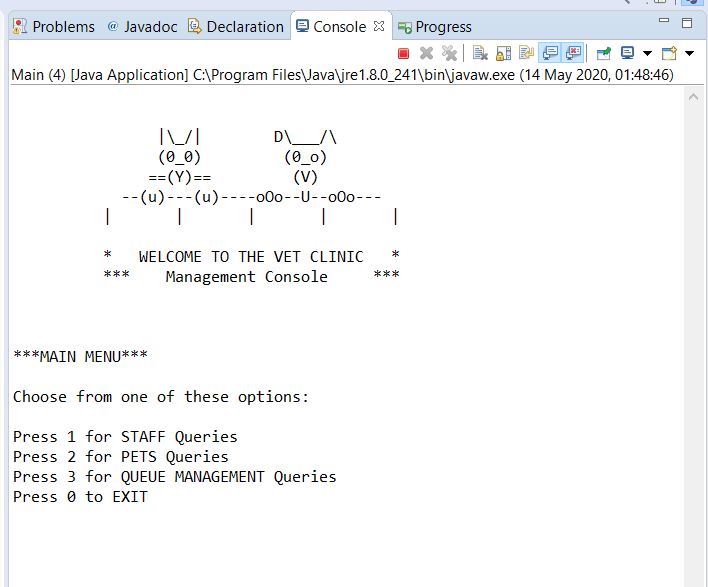 Problems @ Javadoc Declaration Console Progress
Main (4) [Java Application] C:\Program Files\Java\jre1.8.0_241\bin\javaw.exe (14 May 2020, 01:48:46)
                |\_/|        D\___/\
                (0_0)         (0_o)
               ==(Y)==         (V)
            --(u)---(u)----oOo--U--oOo---
          |       |       |       |       |
          *   WELCOME TO THE VET CLINIC   *
          ***    Management Console     ***
***MAIN MENU***
Choose from one of these options:
Press 1 for STAFF Queries
Press 2 for PETS Queries
Press 3 for QUEUE MANAGEMENT Queries
Press 0 to EXIT